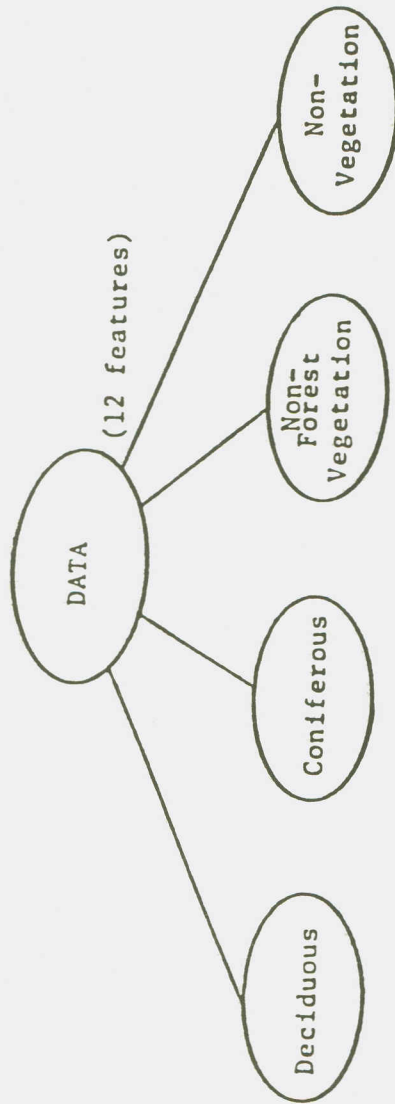 DATA
(12 features)
Deciduous
Coniferous
Non-
Forest
Vegetation
Non-
Vegetation